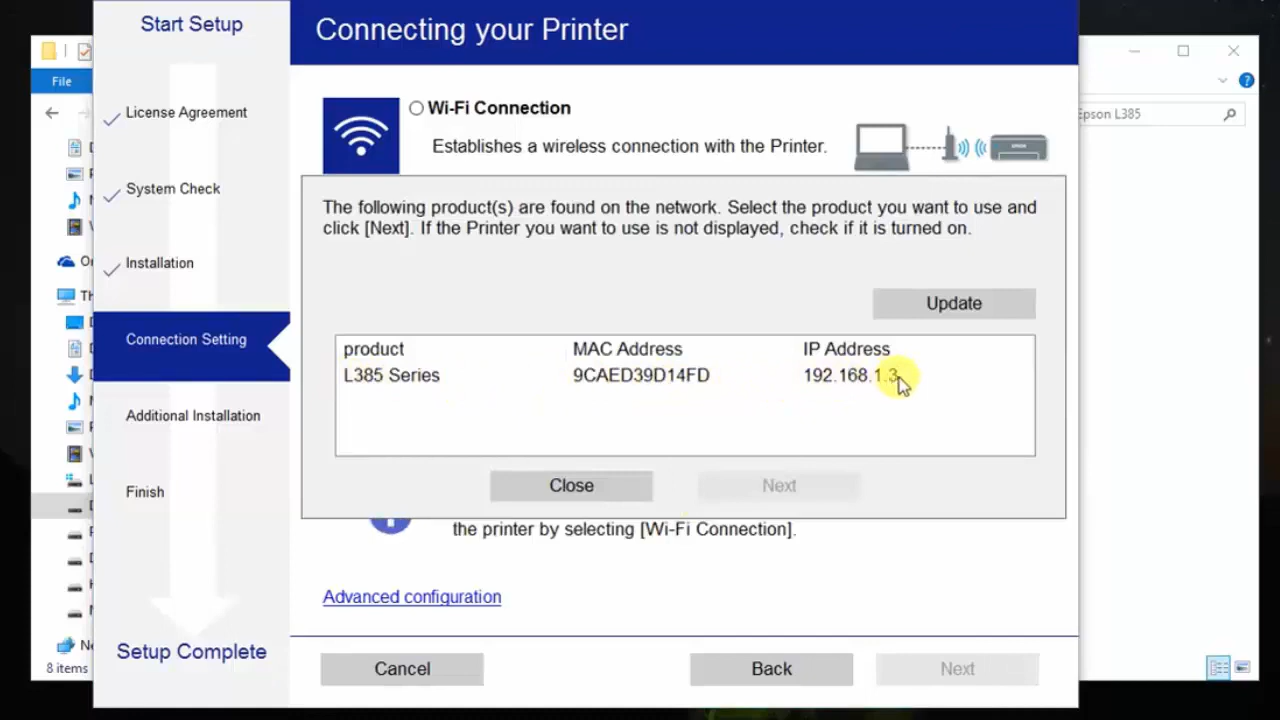 Start Setup
Connecting your Printer
File
License Agreement
Wi-Fi Connection
Epson L385
Establishes a wireless connection with the Printer.
System Check
The following product(s) are found on the network. Select the product you want to use and
click [Next]. If the Printer you want to use is not displayed, check if it is turned on.
Installation
Update
Connection Setting
product MAC Address IP Address
L385 Series 9CAED39D14FD 192.168.1.3
Additional Installation
Close Next
Finish
the printer by selecting [Wi-Fi Connection].
Advanced configuration
Setup Complete
8 items
Cancel Back Next